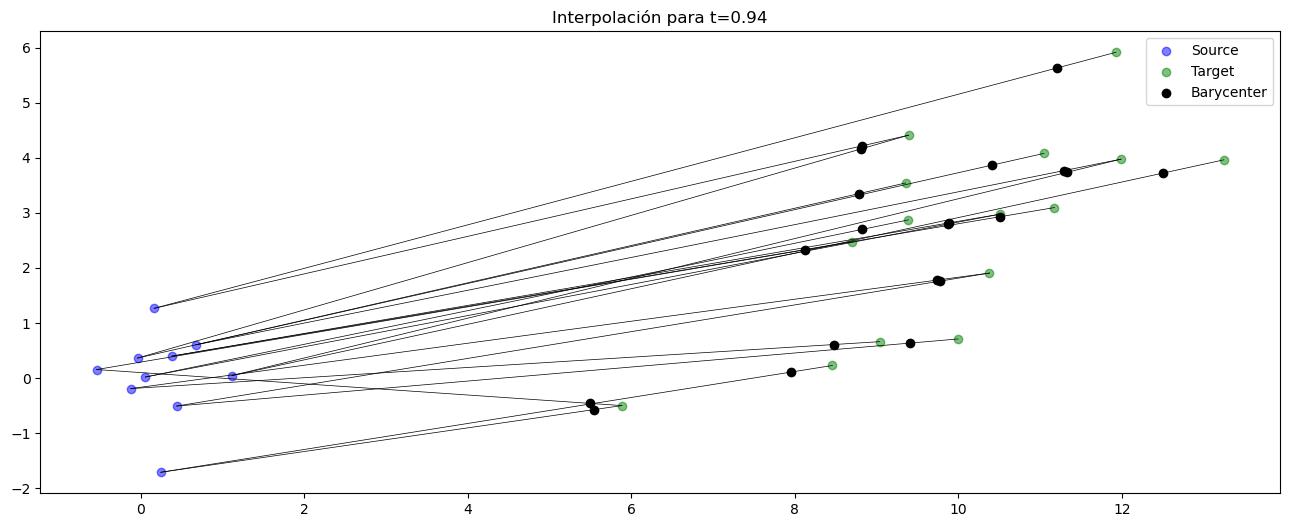 Interpolación para t=0.94
Source
Target
Barycenter
6
5
4
3
2
1
0
−1
−2
0 2 4 6 8 10 12